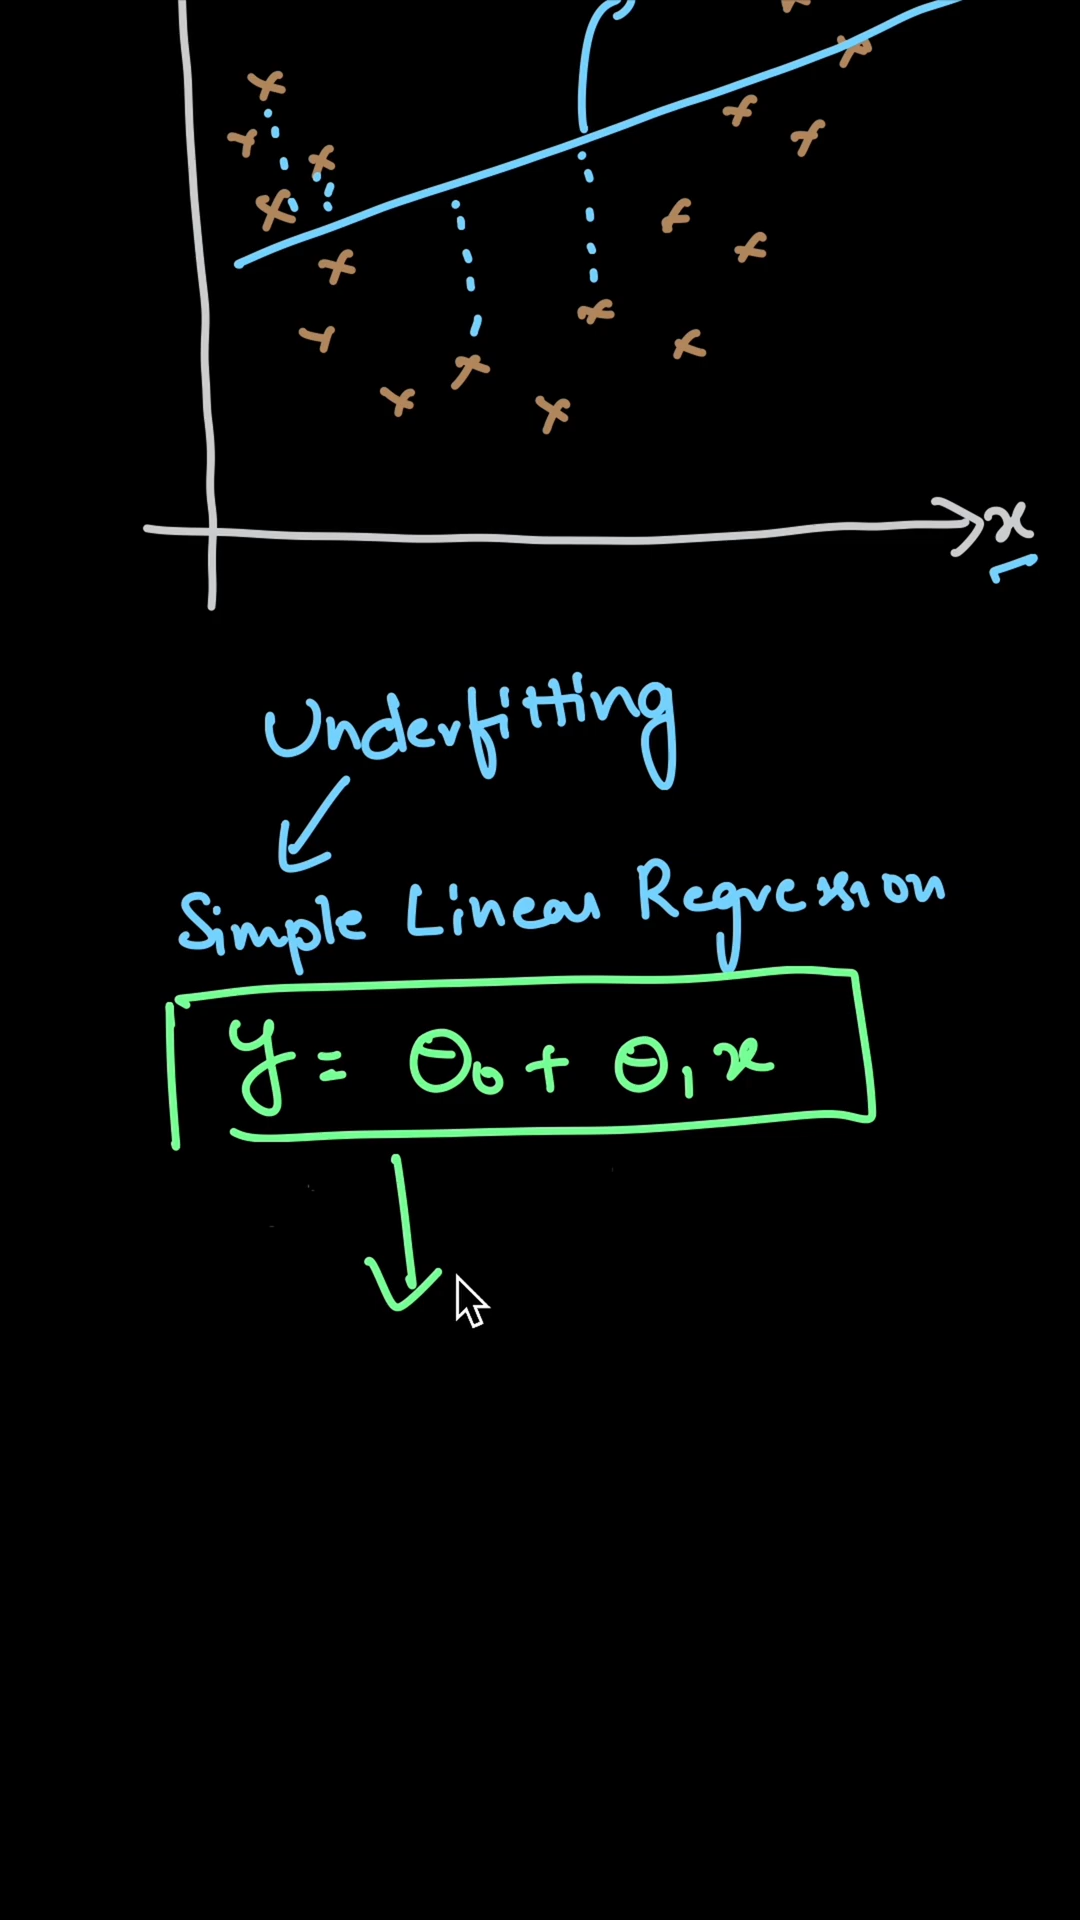 x
Underfitting
Simple Linear Regression
y = θ₀ + θ₁x